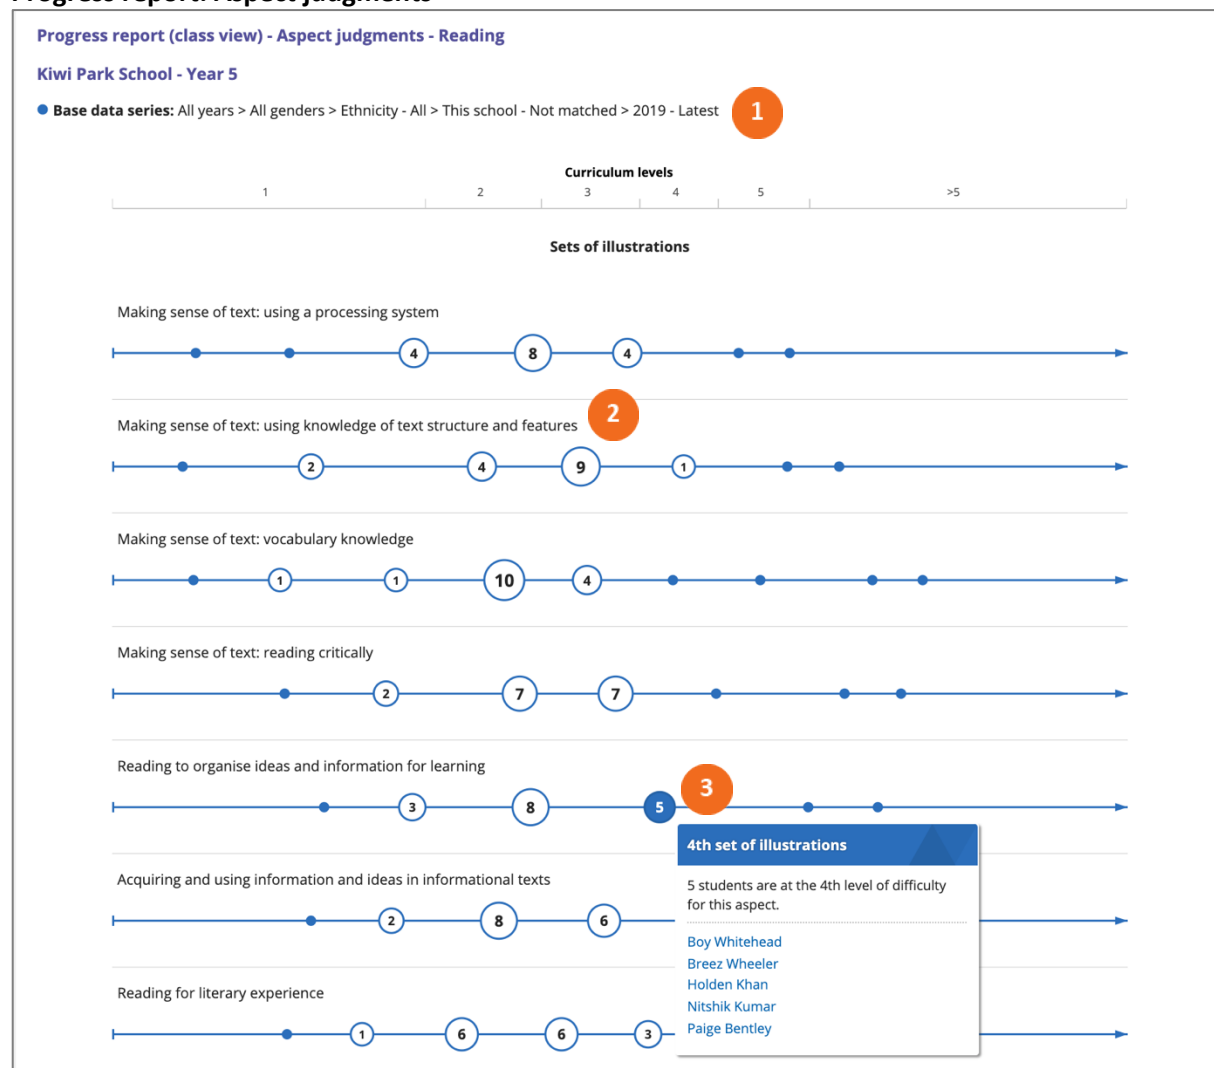 Progress report: Aspect judgments
Progress report (class view) - Aspect judgments - Reading
Kiwi Park School - Year 5
Base data series: All years > All genders > Ethnicity - All > This school - Not matched > 2019 - Latest
1
Curriculum levels
1 2 3 4 5 >5
Sets of illustrations
Making sense of text: using a processing system
4 8 4
2
Making sense of text: using knowledge of text structure and features
2 4 9 1
Making sense of text: vocabulary knowledge
1 1 10 4
Making sense of text: reading critically
2 7 7
Reading to organise ideas and information for learning
3
3 8 5
4th set of illustrations
5 students are at the 4th level of difficulty
for this aspect.
Boy Whitehead
Breez Wheeler
Holden Khan
Nitshik Kumar
Paige Bentley
Acquiring and using information and ideas in informational texts
2 8 6
Reading for literary experience
1 6 6 3